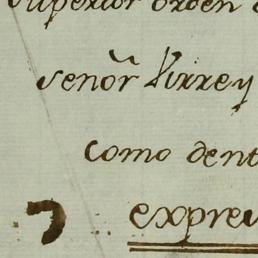 superior orden
señor Virrey
como dent
expre